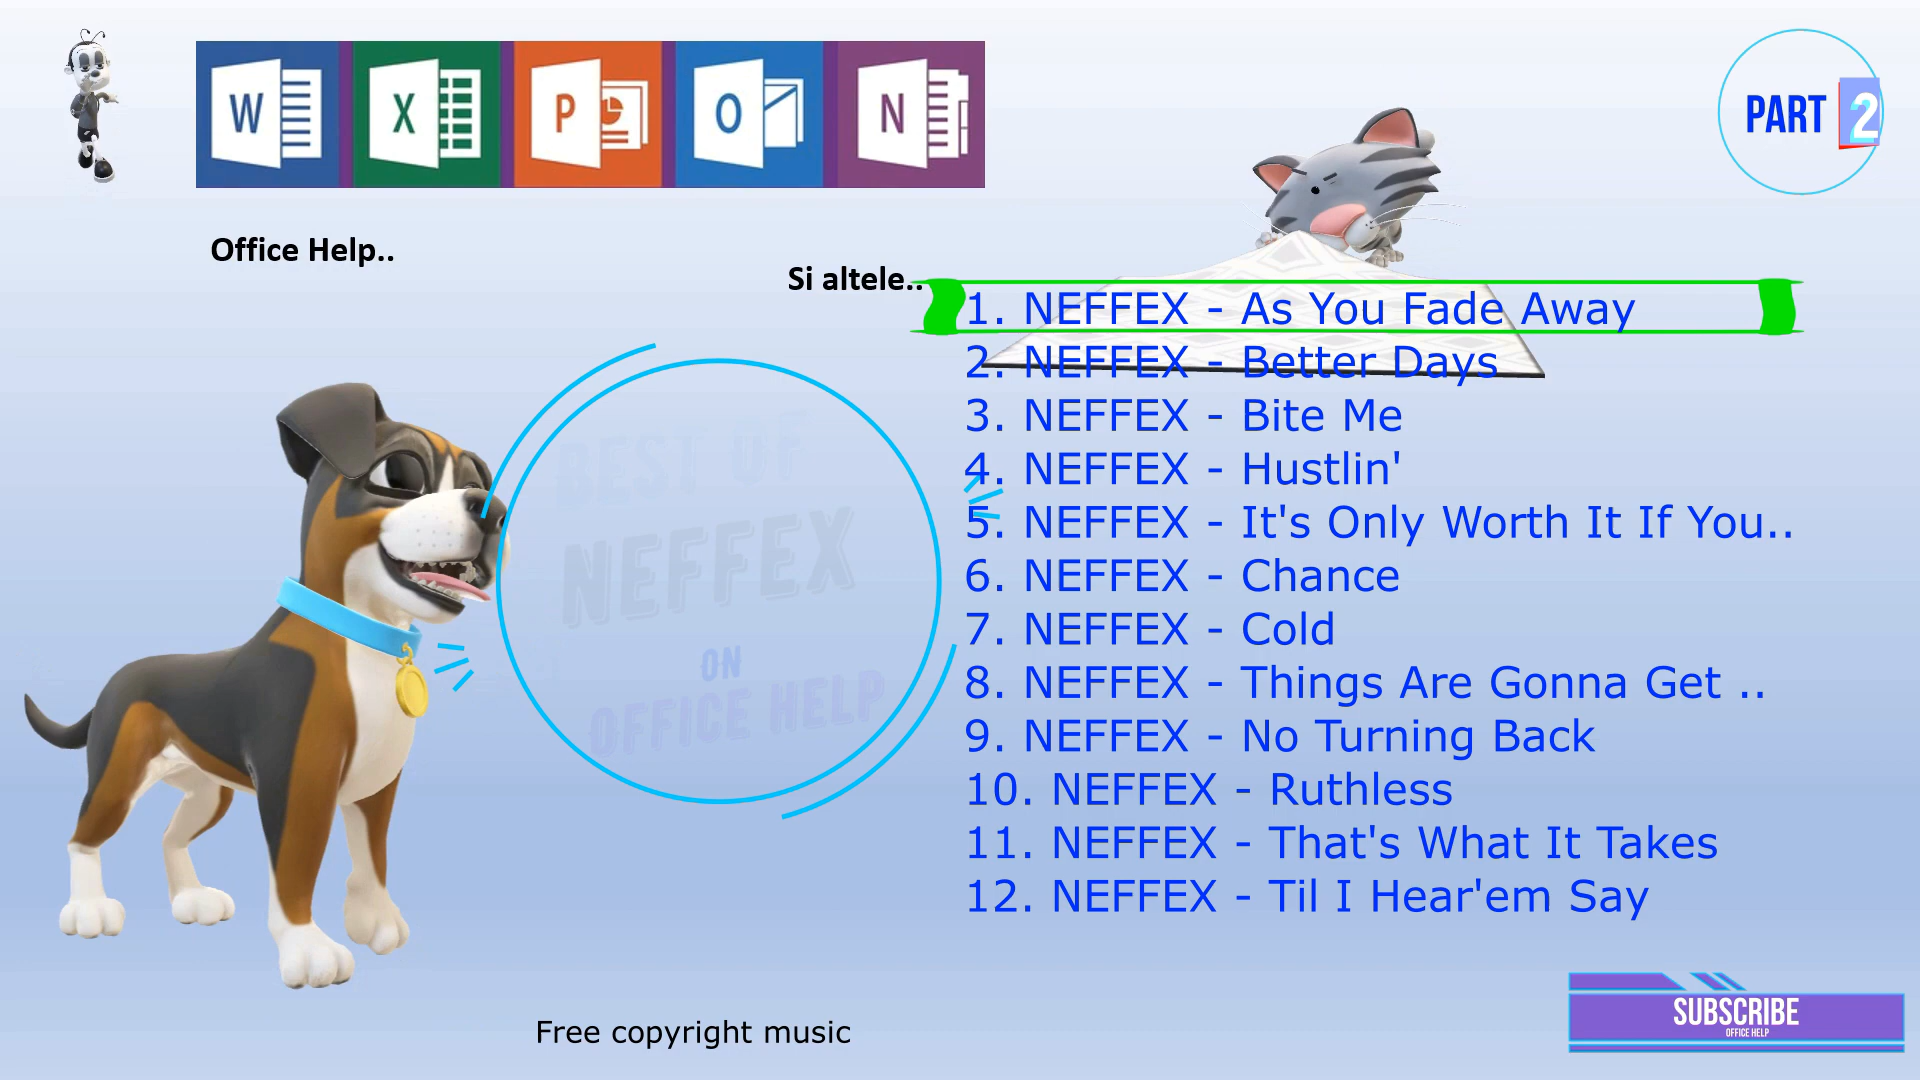 W X P O N
PART 2
Office Help..
Si altele..
1. NEFFEX - As You Fade Away
2. NEFFEX - Better Days
3. NEFFEX - Bite Me
4. NEFFEX - Hustlin'
5. NEFFEX - It's Only Worth It If You..
6. NEFFEX - Chance
7. NEFFEX - Cold
8. NEFFEX - Things Are Gonna Get ..
9. NEFFEX - No Turning Back
10. NEFFEX - Ruthless
11. NEFFEX - That's What It Takes
12. NEFFEX - Til I Hear'em Say
BEST OF
NEFFEX
ON
OFFICE HELP
Free copyright music
SUBSCRIBE
OFFICE HELP